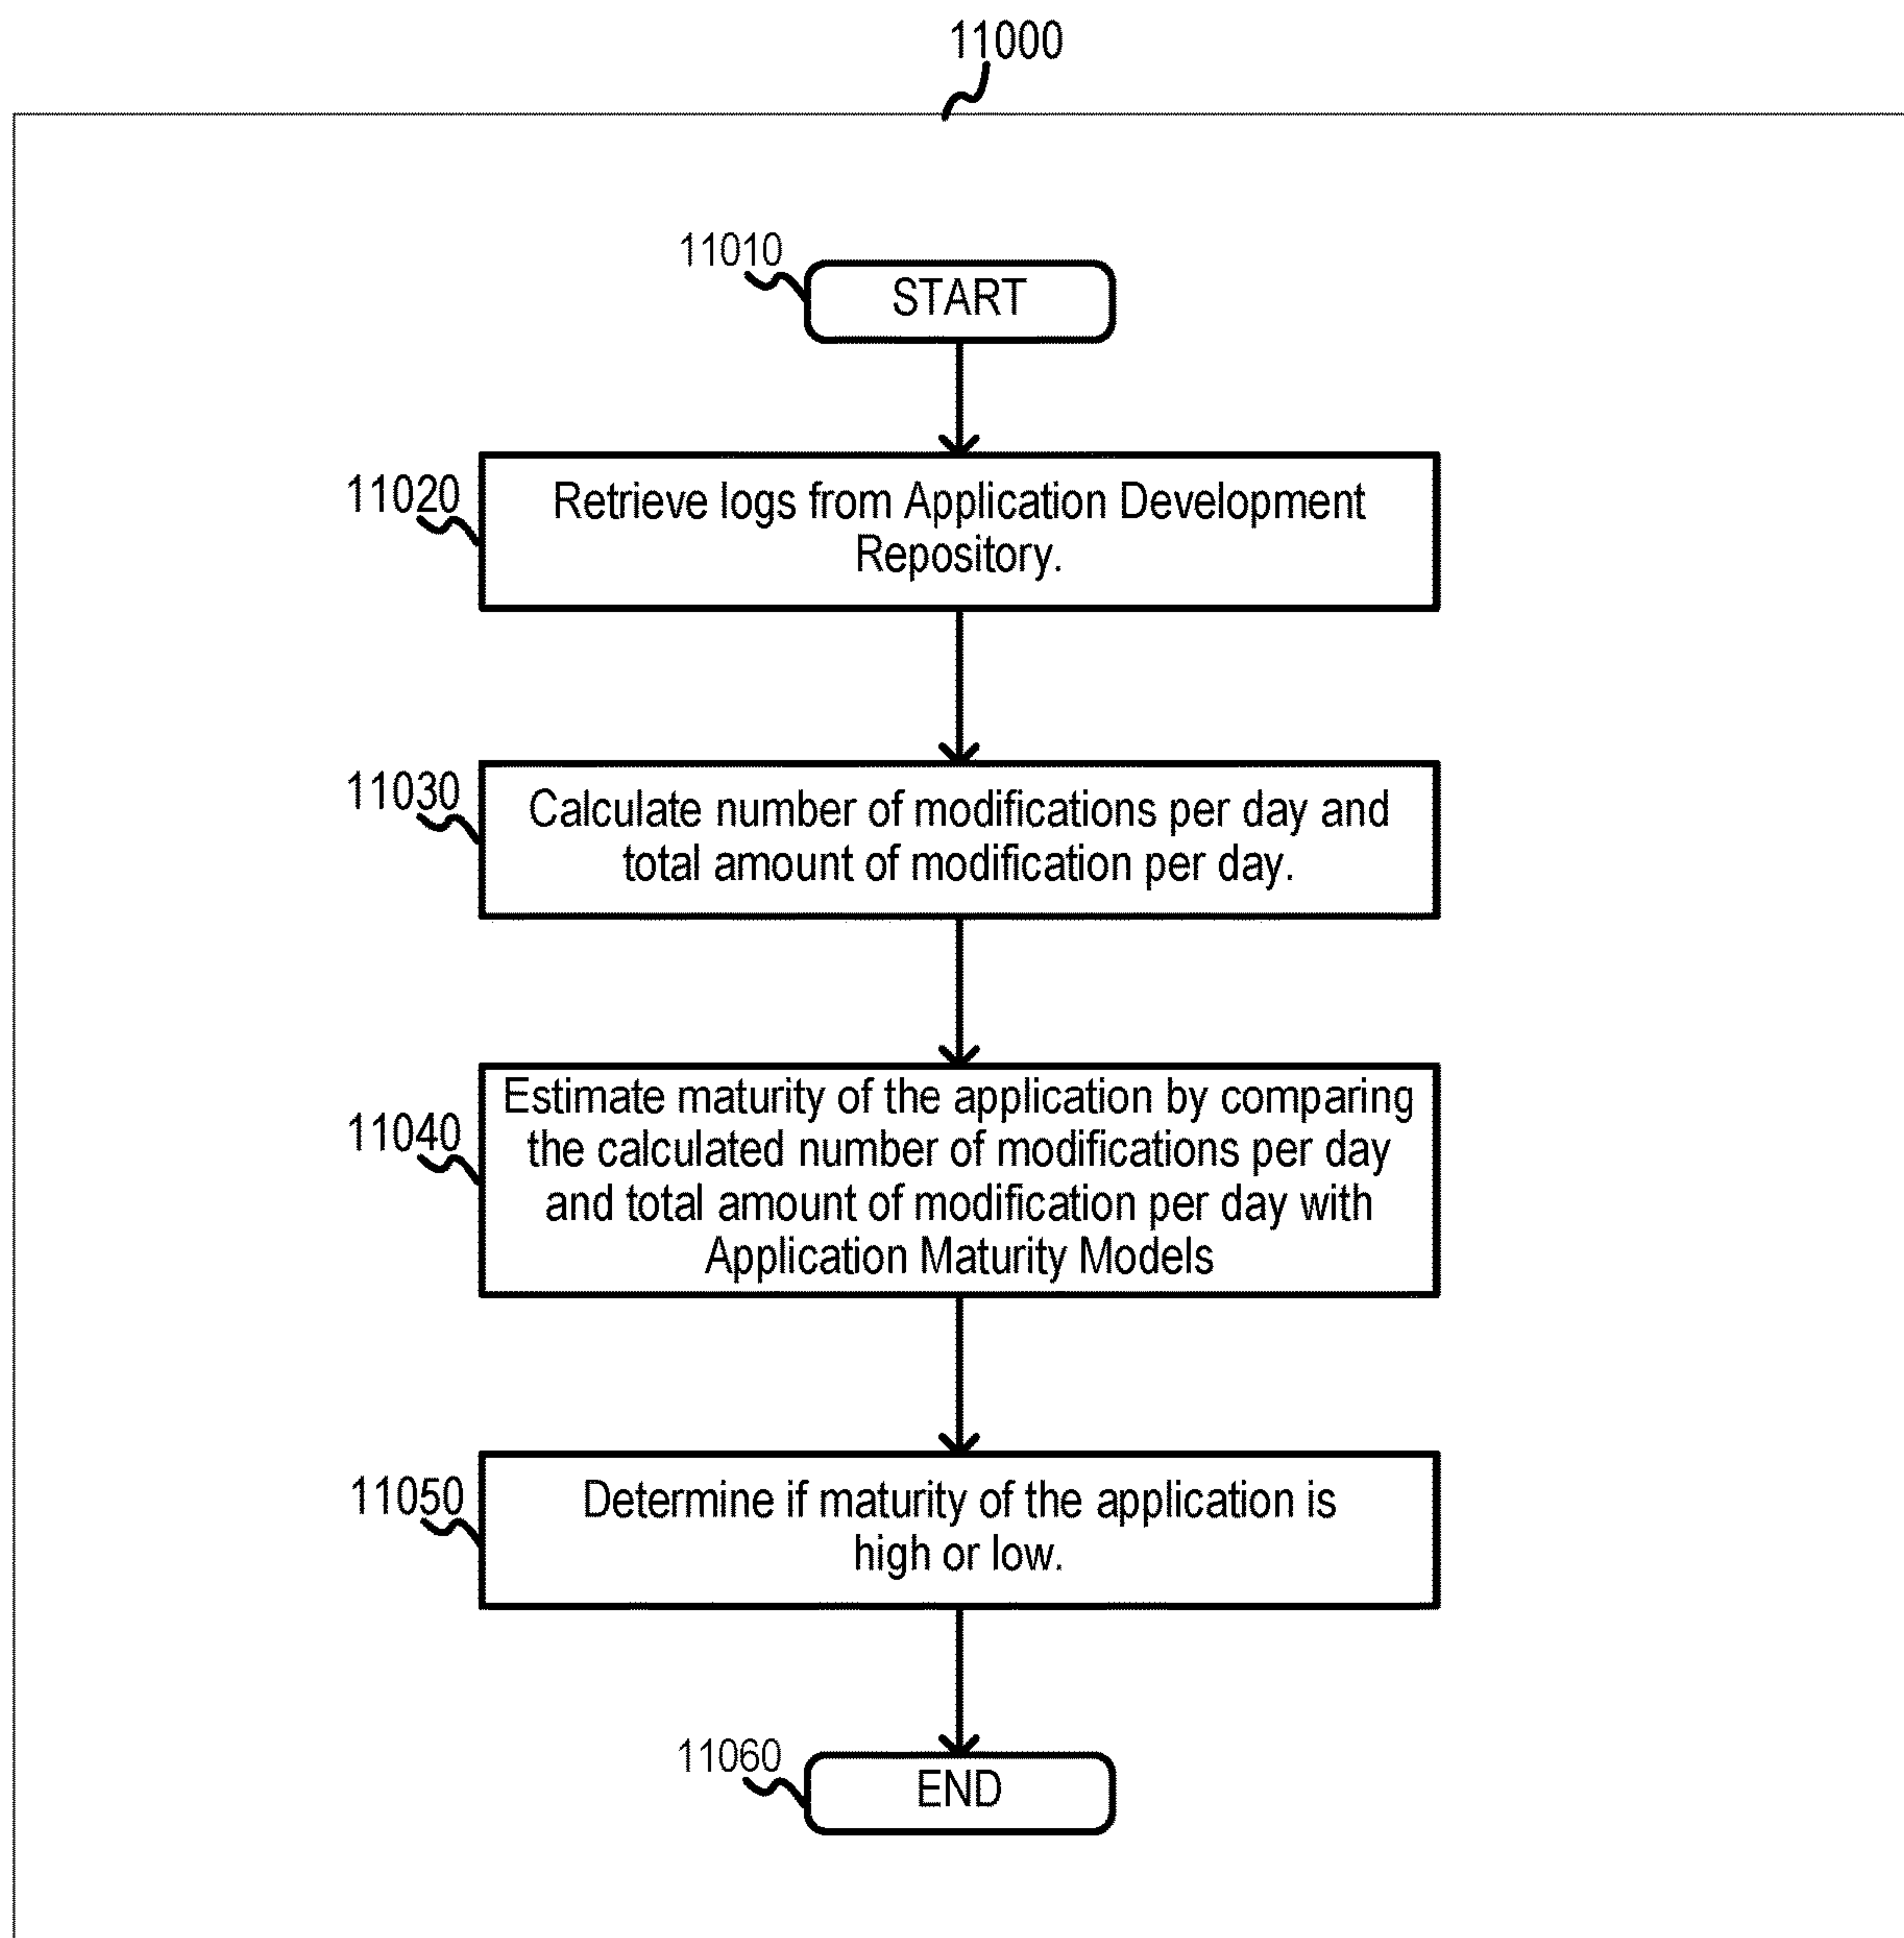 11000
11010
START
11020
Retrieve logs from Application Development
Repository.
11030
Calculate number of modifications per day and
total amount of modification per day.
11040
Estimate maturity of the application by comparing
the calculated number of modifications per day
and total amount of modification per day with
Application Maturity Models
11050
Determine if maturity of the application is
high or low.
11060
END